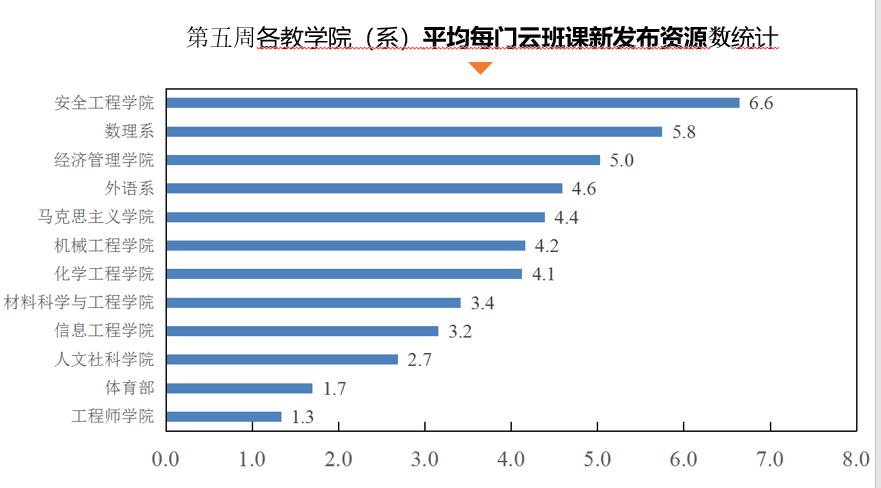 第五周各教学院（系）平均每门云班课新发布资源数统计
安全工程学院 6.6
数理系 5.8
经济管理学院 5.0
外语系 4.6
马克思主义学院 4.4
机械工程学院 4.2
化学工程学院 4.1
材料科学与工程学院 3.4
信息工程学院 3.2
人文社科学院 2.7
体育部 1.7
工程师学院 1.3
0.0 1.0 2.0 3.0 4.0 5.0 6.0 7.0 8.0